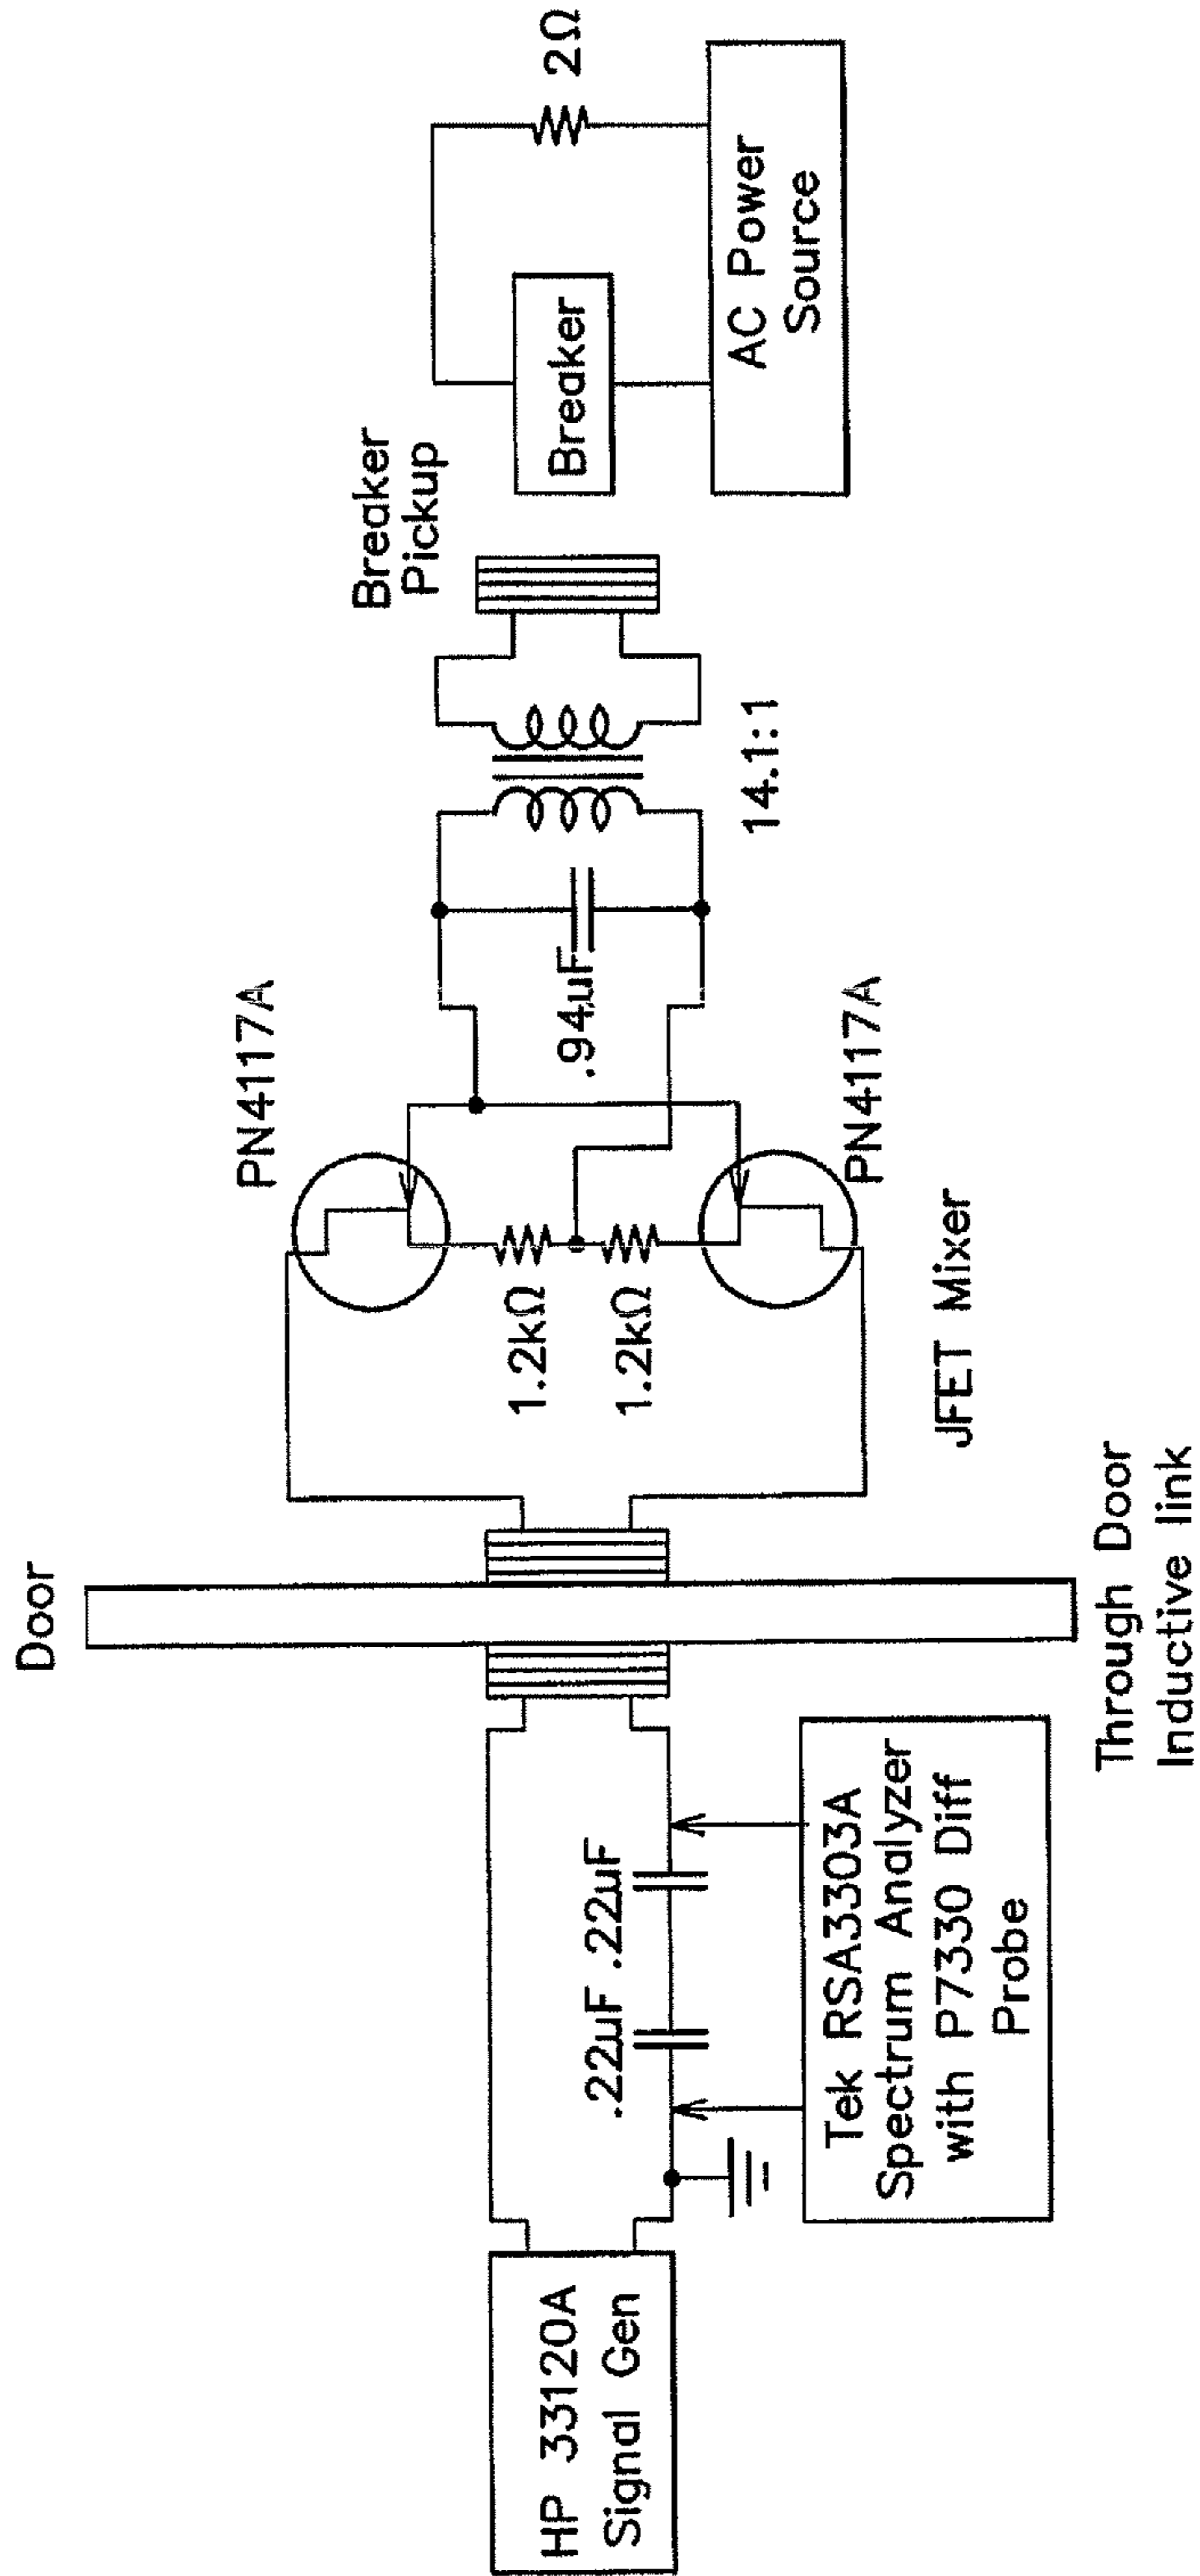 Door
HP 33120A
Signal Gen
.22uF .22uF
Tek RSA3303A
Spectrum Analyzer
with P7330 Diff
Probe
Through Door
Inductive link
PN4117A
1.2kΩ
1.2kΩ
PN4117A
JFET Mixer
.94uF
14.1:1
Breaker
Pickup
Breaker
2Ω
AC Power
Source